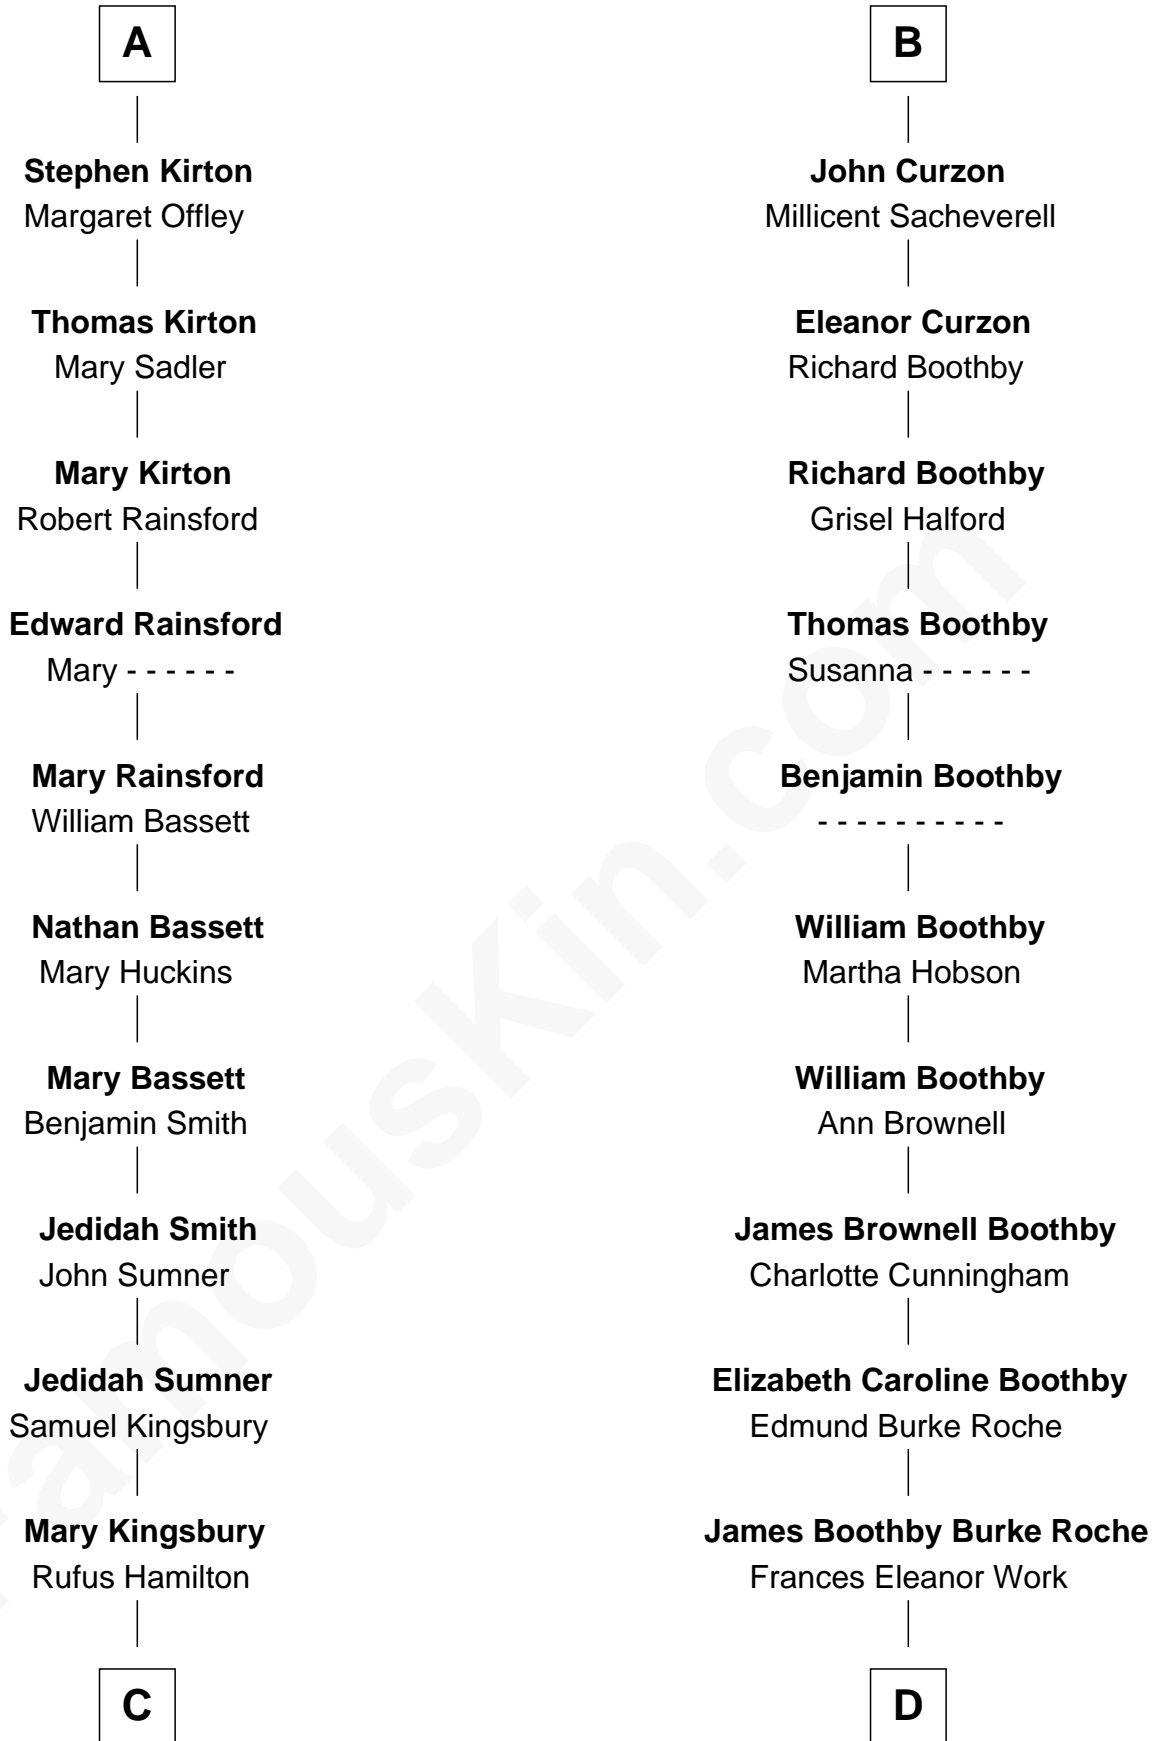 A
Stephen Kirton
Margaret Offley
Thomas Kirton
Mary Sadler
Mary Kirton
Robert Rainsford
Edward Rainsford
Mary - - - - - -
Mary Rainsford
William Bassett
Nathan Bassett
Mary Huckins
Mary Bassett
Benjamin Smith
Jedidah Smith
John Sumner
Jedidah Sumner
Samuel Kingsbury
Mary Kingsbury
Rufus Hamilton
C
B
John Curzon
Millicent Sacheverell
Eleanor Curzon
Richard Boothby
Richard Boothby
Grisel Halford
Thomas Boothby
Susanna - - - - - -
Benjamin Boothby
- - - - - - - - - -
William Boothby
Martha Hobson
William Boothby
Ann Brownell
James Brownell Boothby
Charlotte Cunningham
Elizabeth Caroline Boothby
Edmund Burke Roche
James Boothby Burke Roche
Frances Eleanor Work
D
FamousKin.com